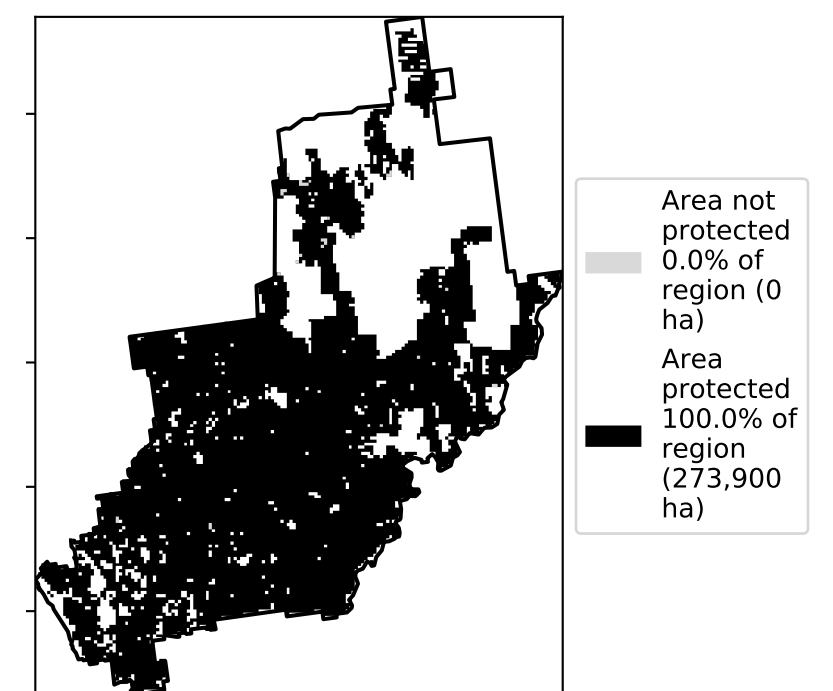 Area not
protected
0.0% of
region (0
ha)
Area
protected
100.0% of
region
(273,900
ha)